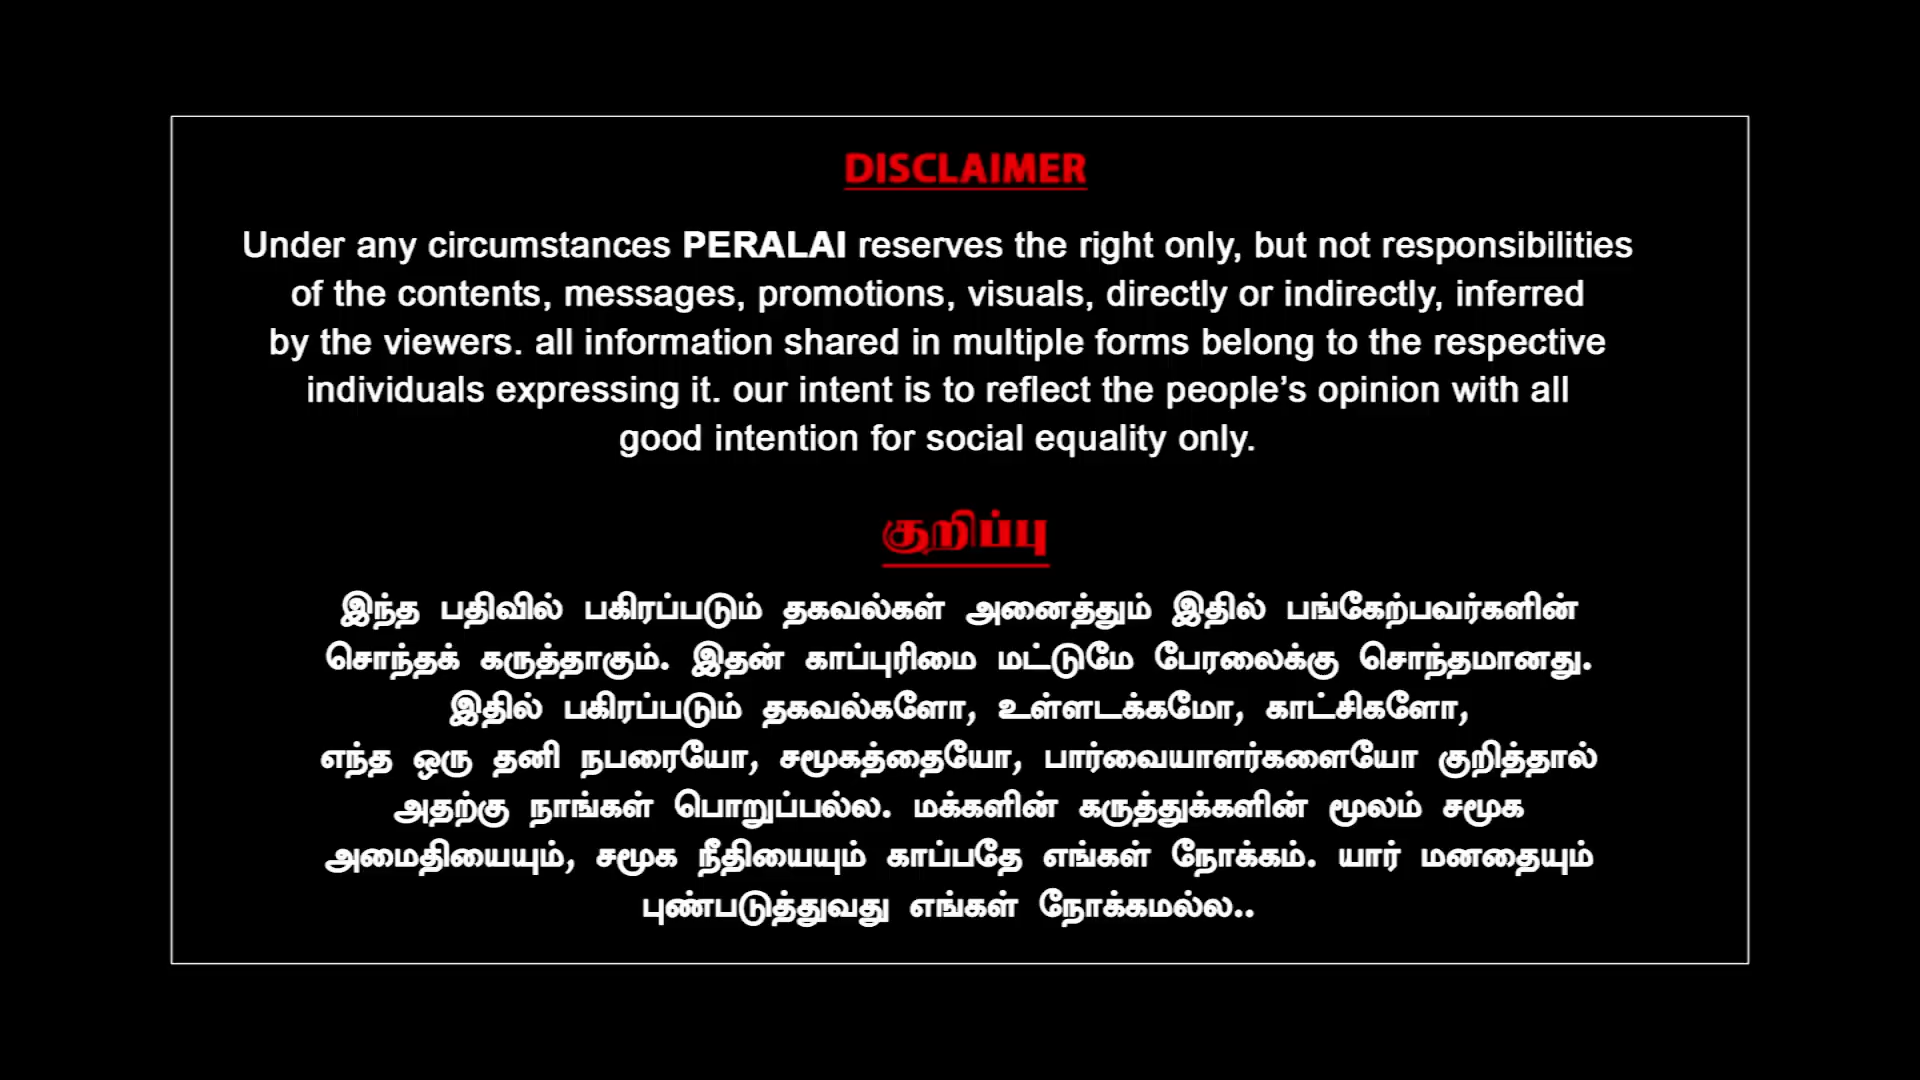 DISCLAIMER
Under any circumstances PERALAI reserves the right only, but not responsibilities
of the contents, messages, promotions, visuals, directly or indirectly, inferred
by the viewers. all information shared in multiple forms belong to the respective
individuals expressing it. our intent is to reflect the people’s opinion with all
good intention for social equality only.
குறிப்பு
இந்த பதிவில் பகிரப்படும் தகவல்கள் அனைத்தும் இதில் பங்கேற்பவர்களின்
சொந்தக் கருத்தாகும். இதன் காப்புரிமை மட்டுமே பேரலைக்கு சொந்தமானது.
இதில் பகிரப்படும் தகவல்களோ, உள்ளடக்கமோ, காட்சிகளோ,
எந்த ஒரு தனி நபரையோ, சமூகத்தையோ, பார்வையாளர்களையோ குறித்தால்
அதற்கு நாங்கள் பொறுப்பல்ல. மக்களின் கருத்துக்களின் மூலம் சமூக
அமைதியையும், சமூக நீதியையும் காப்பதே எங்கள் நோக்கம். யார் மனதையும்
புண்படுத்துவது எங்கள் நோக்கமல்ல..